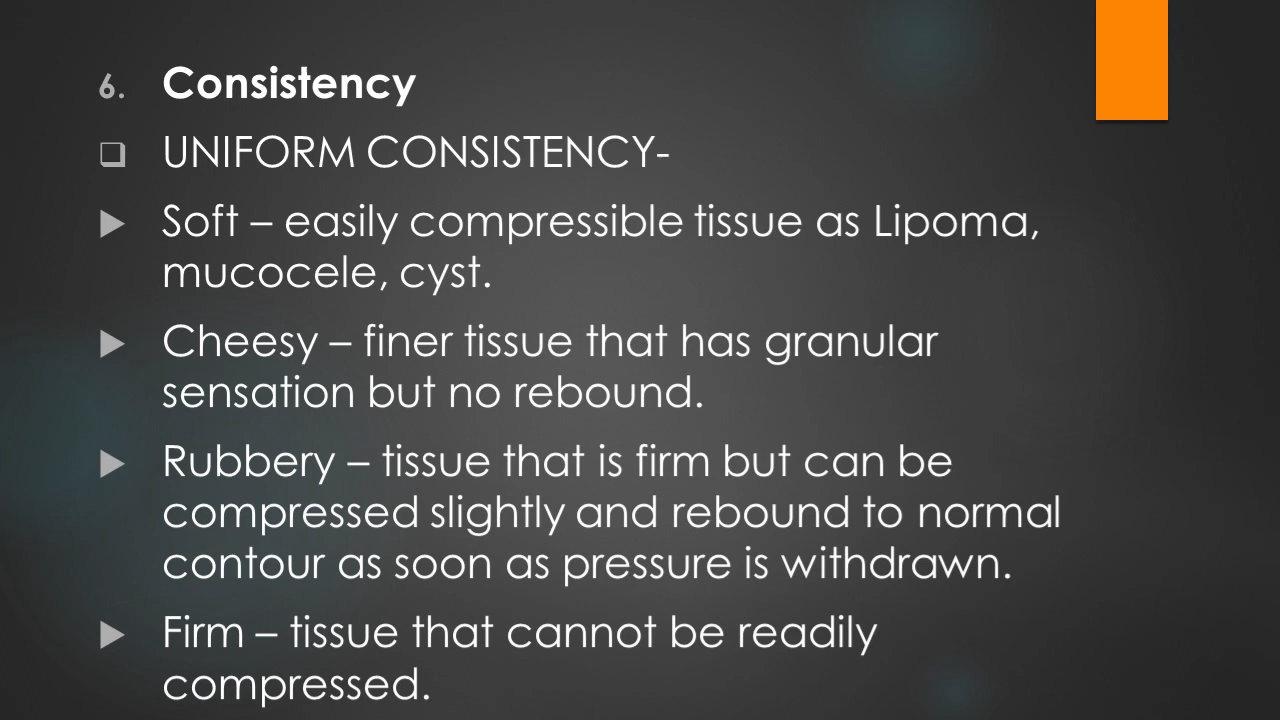 6. Consistency
❑ UNIFORM CONSISTENCY-
▶ Soft – easily compressible tissue as Lipoma,
mucocele, cyst.
▶ Cheesy – finer tissue that has granular
sensation but no rebound.
▶ Rubbery – tissue that is firm but can be
compressed slightly and rebound to normal
contour as soon as pressure is withdrawn.
▶ Firm – tissue that cannot be readily
compressed.